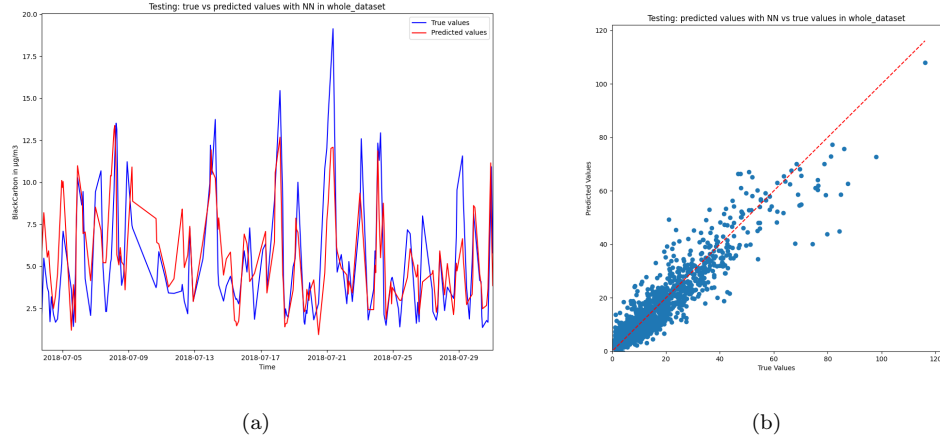 Testing: true vs predicted values with NN in whole_dataset
True values
Predicted values
20.0
17.5
15.0
12.5
10.0
7.5
5.0
2.5
BlackCarbon in µg/m3
2018-07-05 2018-07-09 2018-07-13 2018-07-17 2018-07-21 2018-07-25 2018-07-29
Time
(a)
Testing: predicted values with NN vs true values in whole_dataset
120
100
80
60
40
20
0
Predicted Values
0 20 40 60 80 100 120
True Values
(b)